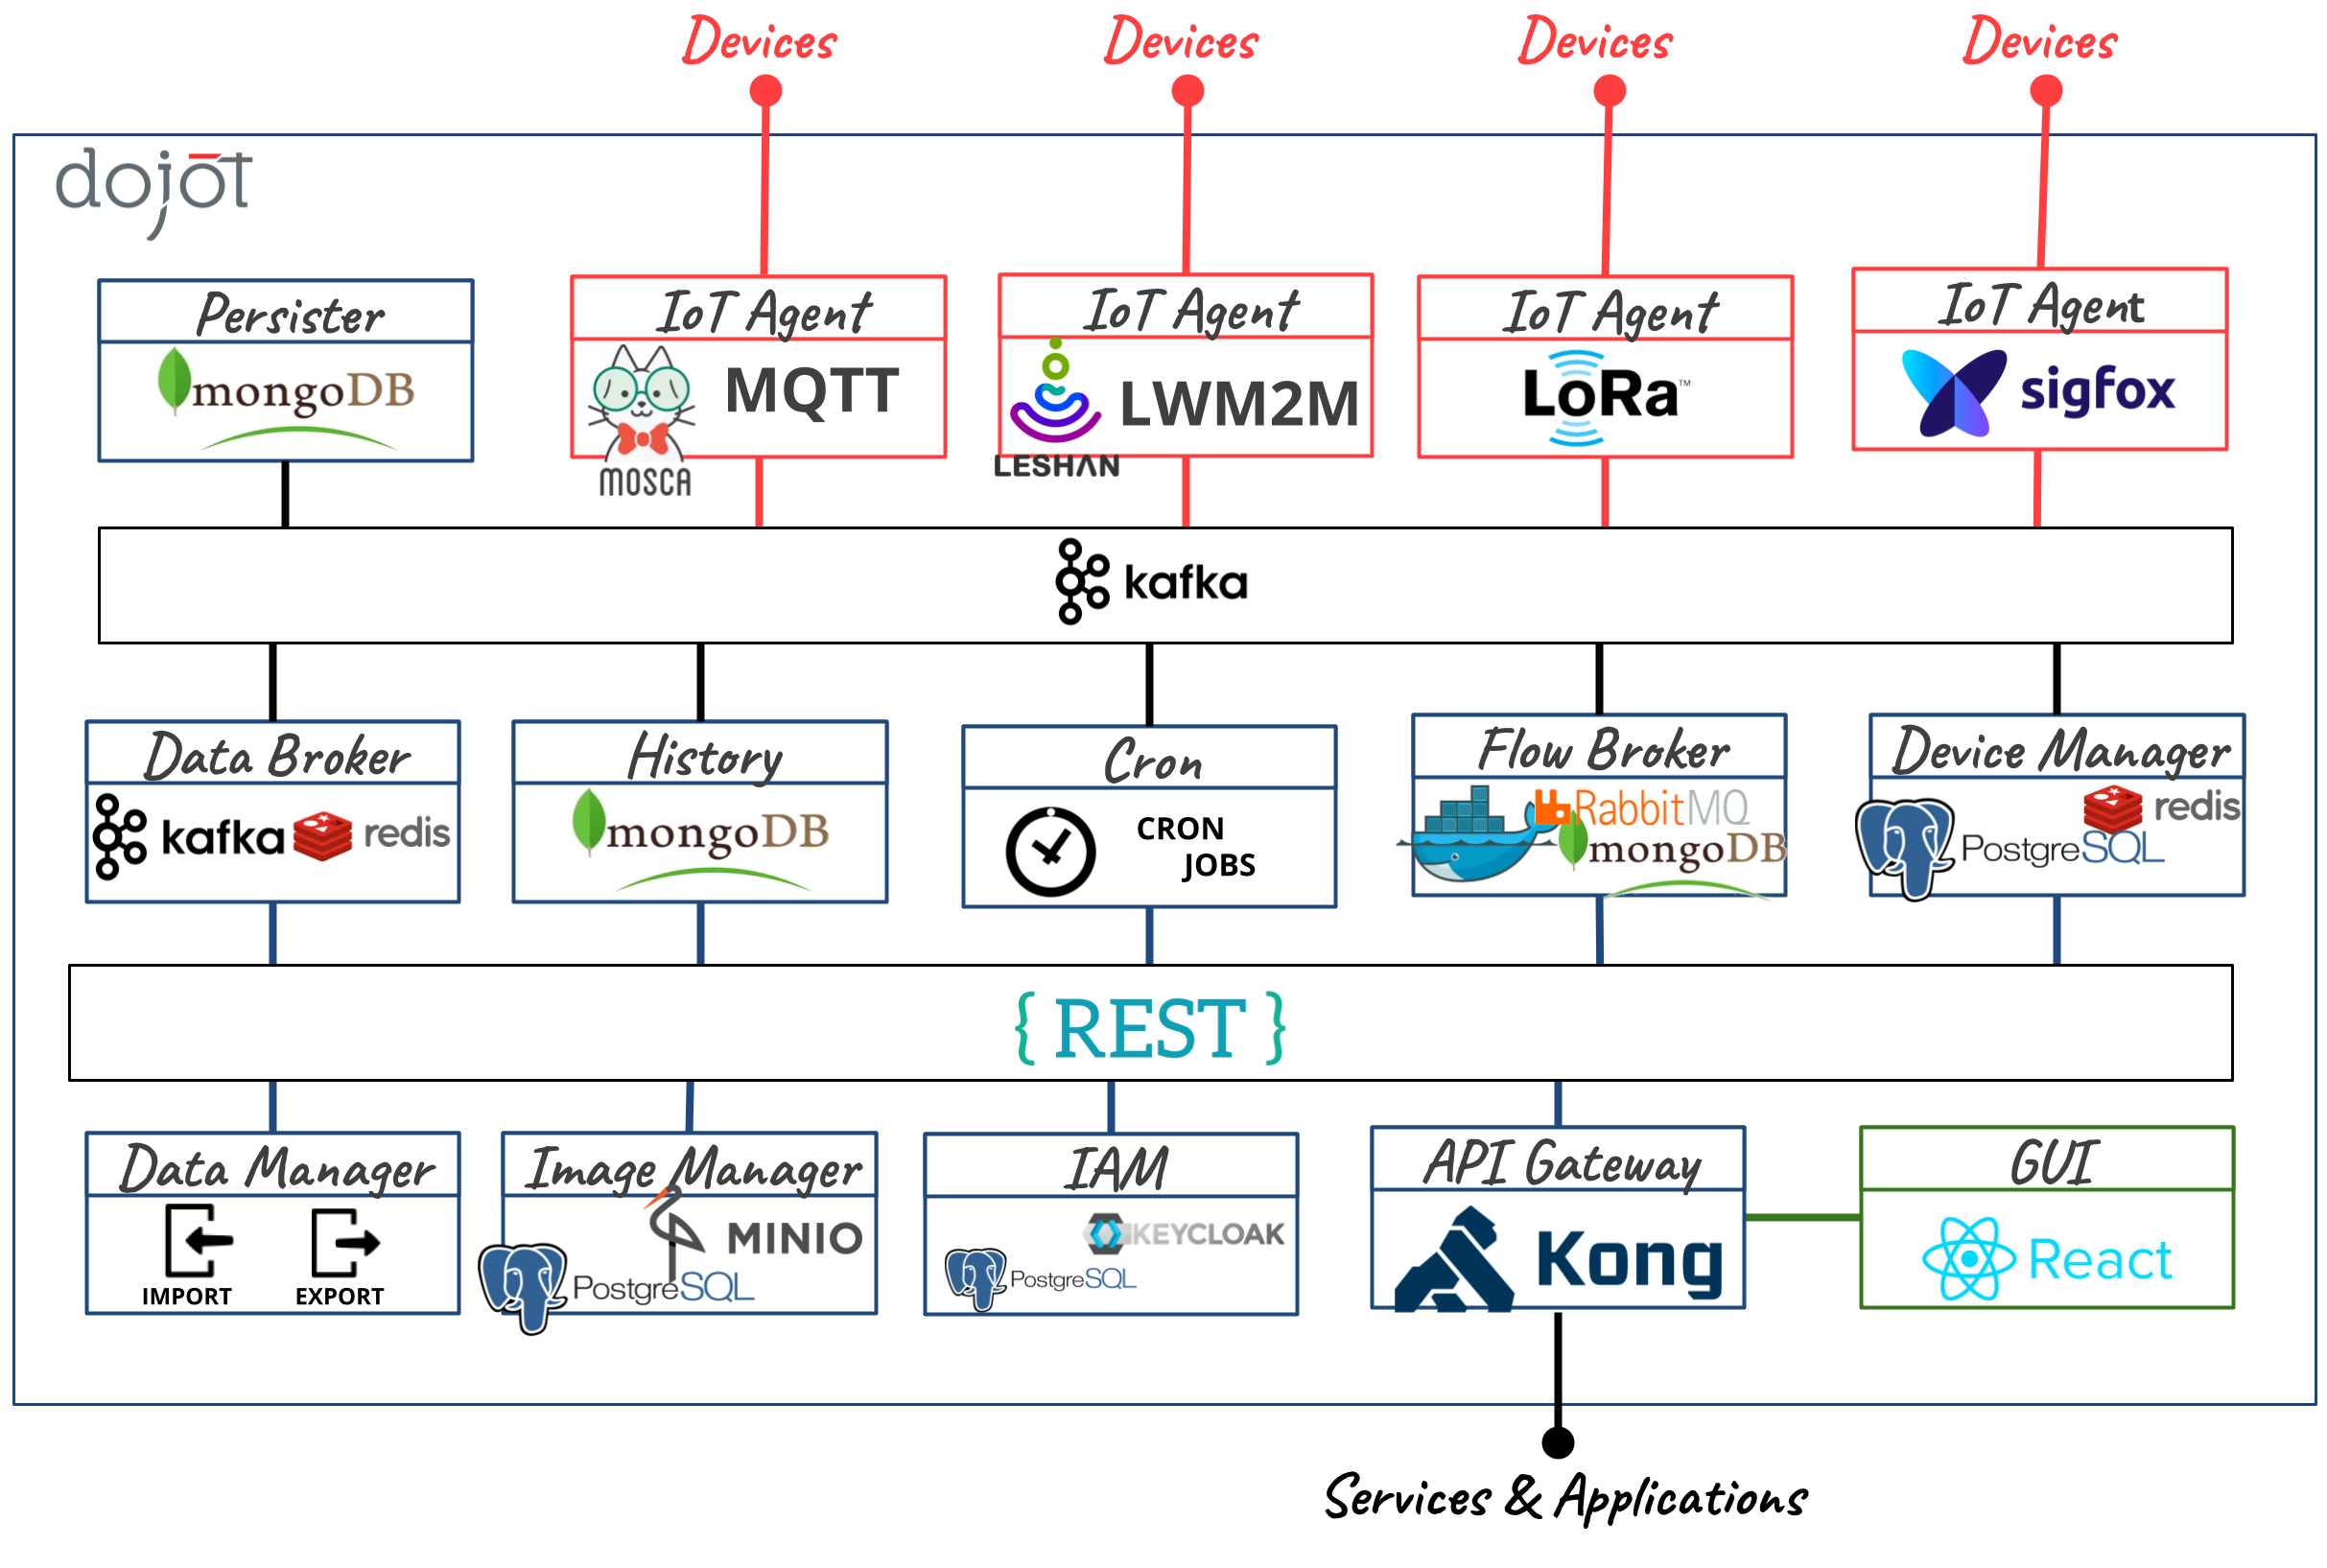 Devices
Devices
Devices
Devices
dojot
Persister
mongoDB
IoT Agent
MQTT
MOSCA
IoT Agent
LWM2M
LESHAN
IoT Agent
LoRa™
IoT Agent
sigfox
kafka
Data Broker
kafka
redis
History
mongoDB
Cron
CRON
JOBS
Flow Broker
RabbitMQ
mongoDB
Device Manager
redis
PostgreSQL
{ REST }
Data Manager
IMPORT
EXPORT
Image Manager
MINIO
PostgreSQL
IAM
KEYCLOAK
PostgreSQL
API Gateway
Kong
GUI
React
Services & Applications